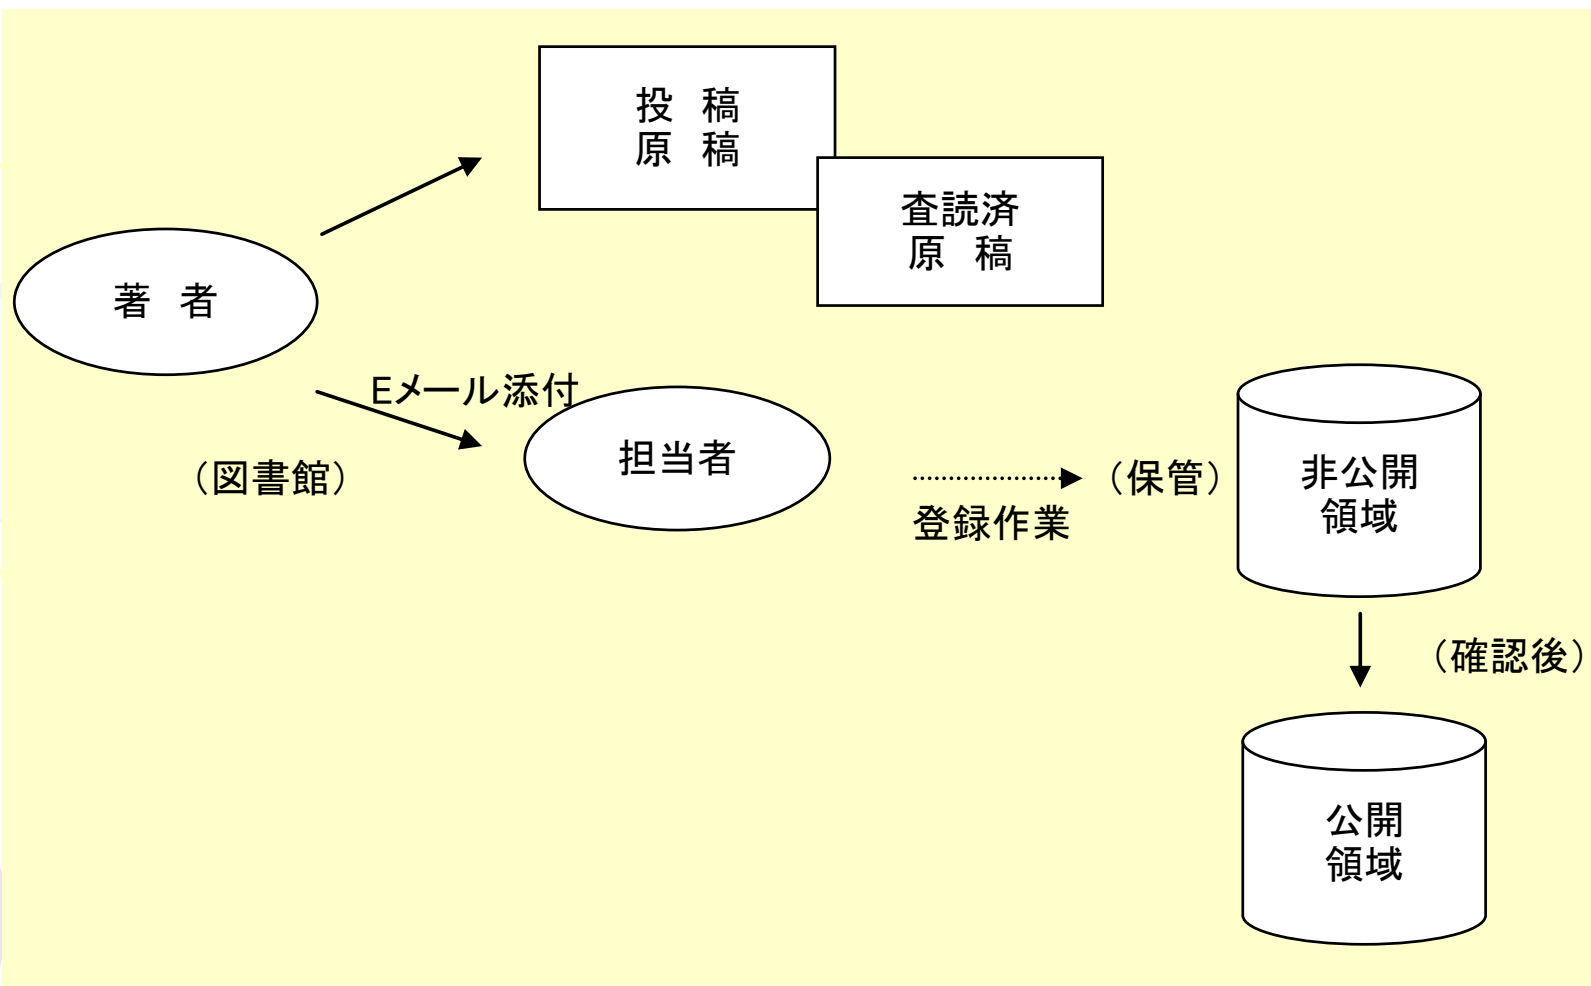 投　稿
原　稿
査読済
原　稿
著　者
Eメール添付
担当者
（図書館）
（保管）
登録作業
非公開
領域
（確認後）
公開
領域